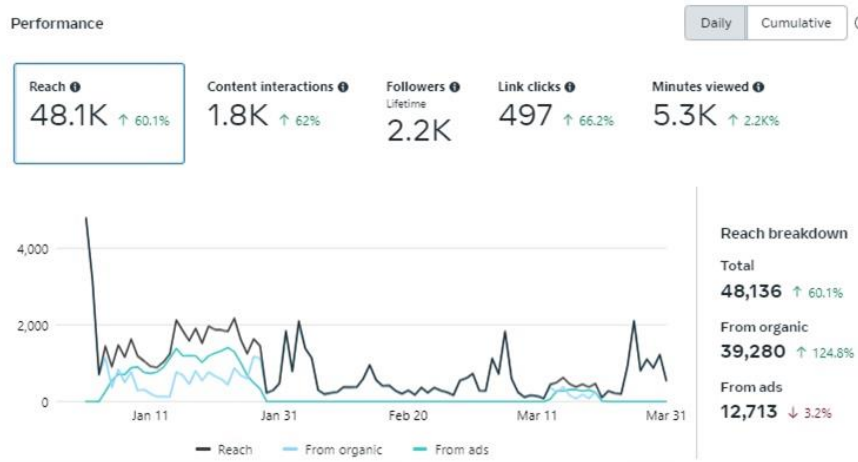 Performance
Daily Cumulative
Reach Content interactions Followers Link clicks Minutes viewed
Lifetime
48.1K ↑ 60.1% 1.8K ↑ 62% 2.2K 497 ↑ 66.2% 5.3K ↑ 2.2K%
4,000
2,000
0
Jan 11 Jan 31 Feb 20 Mar 11 Mar 31
Reach From organic From ads
Reach breakdown
Total
48,136 ↑ 60.1%
From organic
39,280 ↑ 124.8%
From ads
12,713 ↓ 3.2%